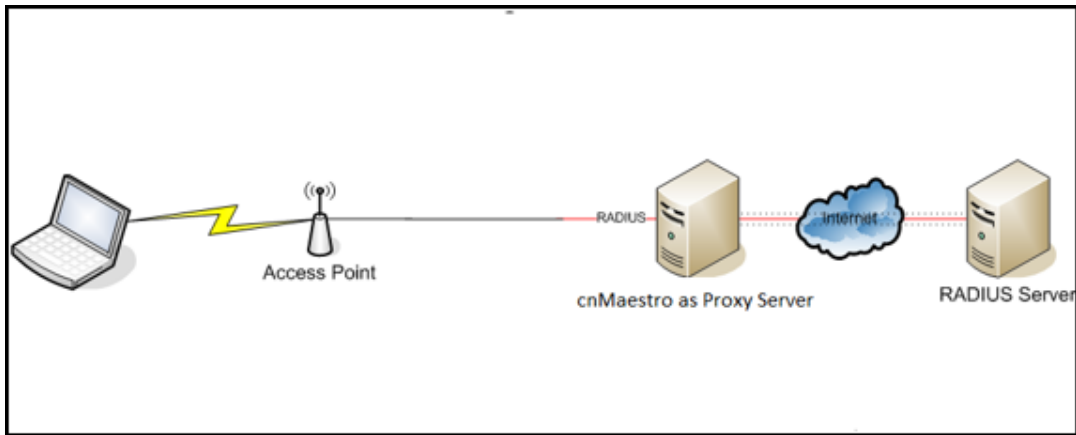 RADIUS
Internet
Access Point
cnMaestro as Proxy Server
RADIUS Server